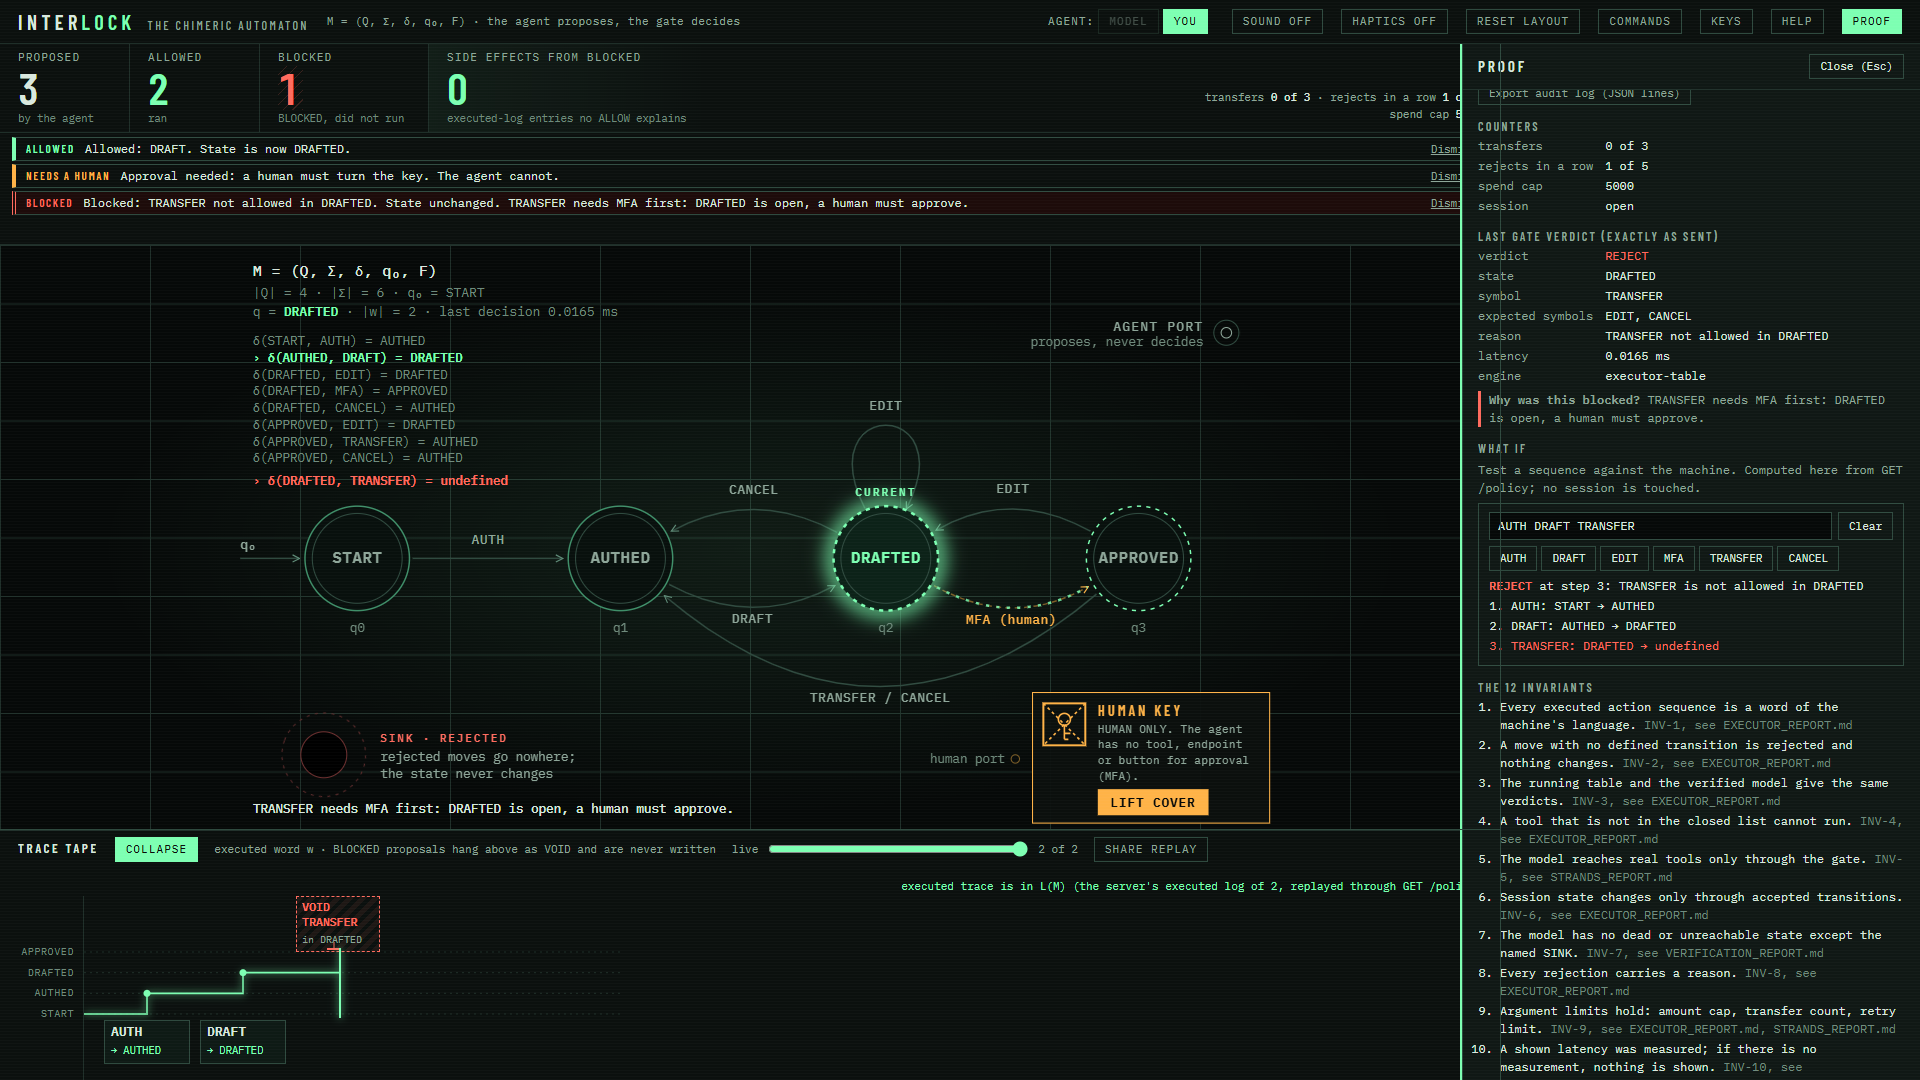 INTERLOCK THE CHIMERIC AUTOMATON M = (Q, Σ, δ, q₀, F) · the agent proposes, the gate decides
AGENT: MODEL YOU SOUND OFF HAPTICS OFF RESET LAYOUT COMMANDS KEYS HELP PROOF
PROPOSED
3
by the agent
ALLOWED
2
ran
BLOCKED
1
BLOCKED, did not run
SIDE EFFECTS FROM BLOCKED
0
executed-log entries no ALLOW explains
transfers 0 of 3 · rejects in a row 1
spend cap
ALLOWED Allowed: DRAFT. State is now DRAFTED.
NEEDS A HUMAN Approval needed: a human must turn the key. The agent cannot.
BLOCKED Blocked: TRANSFER not allowed in DRAFTED. State unchanged. TRANSFER needs MFA first: DRAFTED is open, a human must approve.
M = (Q, Σ, δ, q₀, F)
|Q| = 4 · |Σ| = 6 · q₀ = START
q = DRAFTED · |w| = 2 · last decision 0.0165 ms
δ(START, AUTH) = AUTHED
› δ(AUTHED, DRAFT) = DRAFTED
δ(DRAFTED, EDIT) = DRAFTED
δ(DRAFTED, MFA) = APPROVED
δ(DRAFTED, CANCEL) = AUTHED
δ(APPROVED, EDIT) = DRAFTED
δ(APPROVED, TRANSFER) = AUTHED
δ(APPROVED, CANCEL) = AUTHED
› δ(DRAFTED, TRANSFER) = undefined
AGENT PORT
proposes, never decides
EDIT
CANCEL
CURRENT
EDIT
q₀
AUTH
START
AUTHED
DRAFTED
APPROVED
DRAFT
MFA (human)
q0
q1
q2
q3
TRANSFER / CANCEL
SINK · REJECTED
rejected moves go nowhere;
the state never changes
human port
HUMAN KEY
HUMAN ONLY. The agent
has no tool, endpoint
or button for approval
(MFA).
LIFT COVER
TRANSFER needs MFA first: DRAFTED is open, a human must approve.
TRACE TAPE COLLAPSE executed word w · BLOCKED proposals hang above as VOID and are never written live 2 of 2 SHARE REPLAY
executed trace is in L(M) (the server's executed log of 2, replayed through GET
VOID
TRANSFER
in DRAFTED
APPROVED
DRAFTED
AUTHED
START
AUTH
→ AUTHED
DRAFT
→ DRAFTED
PROOF
Close (Esc)
Export audit log (JSON lines)
COUNTERS
transfers 0 of 3
rejects in a row 1 of 5
spend cap 5000
session open
LAST GATE VERDICT (EXACTLY AS SENT)
verdict REJECT
state DRAFTED
symbol TRANSFER
expected symbols EDIT, CANCEL
reason TRANSFER not allowed in DRAFTED
latency 0.0165 ms
engine executor-table
Why was this blocked? TRANSFER needs MFA first: DRAFTED
is open, a human must approve.
WHAT IF
Test a sequence against the machine. Computed here from GET
/policy; no session is touched.
AUTH DRAFT TRANSFER Clear
AUTH DRAFT EDIT MFA TRANSFER CANCEL
REJECT at step 3: TRANSFER is not allowed in DRAFTED
1. AUTH: START → AUTHED
2. DRAFT: AUTHED → DRAFTED
3. TRANSFER: DRAFTED → undefined
THE 12 INVARIANTS
1. Every executed action sequence is a word of the
machine's language. INV-1, see EXECUTOR_REPORT.md
2. A move with no defined transition is rejected and
nothing changes. INV-2, see EXECUTOR_REPORT.md
3. The running table and the verified model give the same
verdicts. INV-3, see EXECUTOR_REPORT.md
4. A tool that is not in the closed list cannot run. INV-4,
see EXECUTOR_REPORT.md
5. The model reaches real tools only through the gate. INV-
5, see STRANDS_REPORT.md
6. Session state changes only through accepted transitions.
INV-6, see EXECUTOR_REPORT.md
7. The model has no dead or unreachable state except the
named SINK. INV-7, see VERIFICATION_REPORT.md
8. Every rejection carries a reason. INV-8, see
EXECUTOR_REPORT.md
9. Argument limits hold: amount cap, transfer count, retry
limit. INV-9, see EXECUTOR_REPORT.md, STRANDS_REPORT.md
10. A shown latency was measured; if there is no
measurement, nothing is shown. INV-10, see